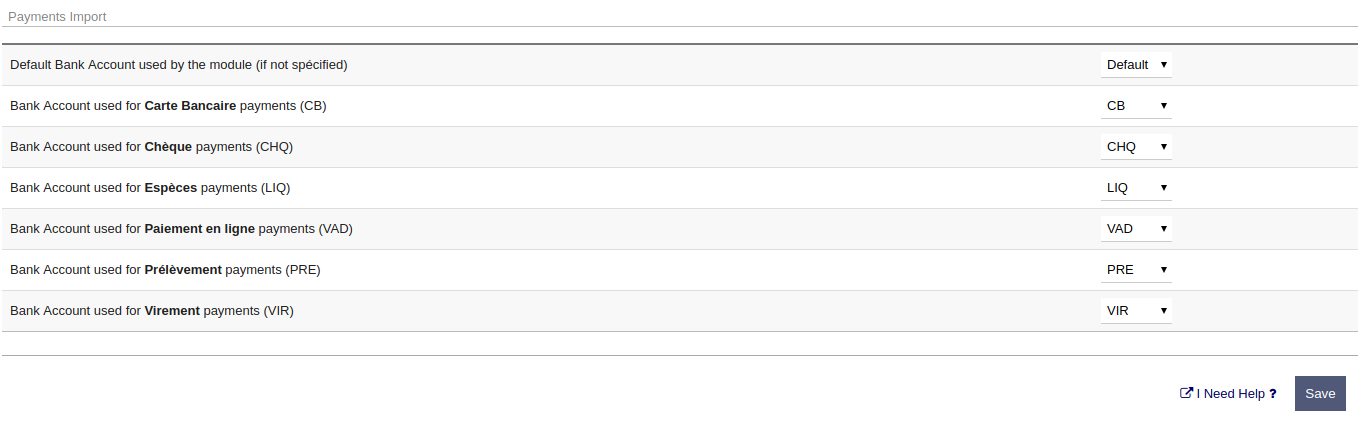 Payments Import
Default Bank Account used by the module (if not spécified) Default
Bank Account used for Carte Bancaire payments (CB) CB
Bank Account used for Chèque payments (CHQ) CHQ
Bank Account used for Espèces payments (LIQ) LIQ
Bank Account used for Paiement en ligne payments (VAD) VAD
Bank Account used for Prélèvement payments (PRE) PRE
Bank Account used for Virement payments (VIR) VIR
I Need Help ? Save